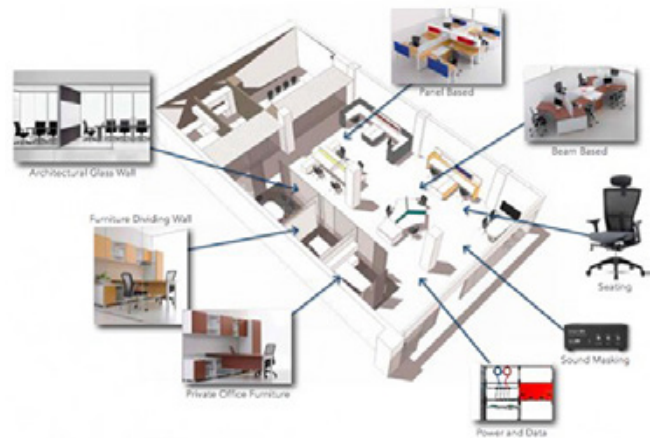 Panel Based
Beam Based
Architectural Glass Wall
Furniture Dividing Wall
Seating
Sound Masking
Private Office Furniture
Power and Data